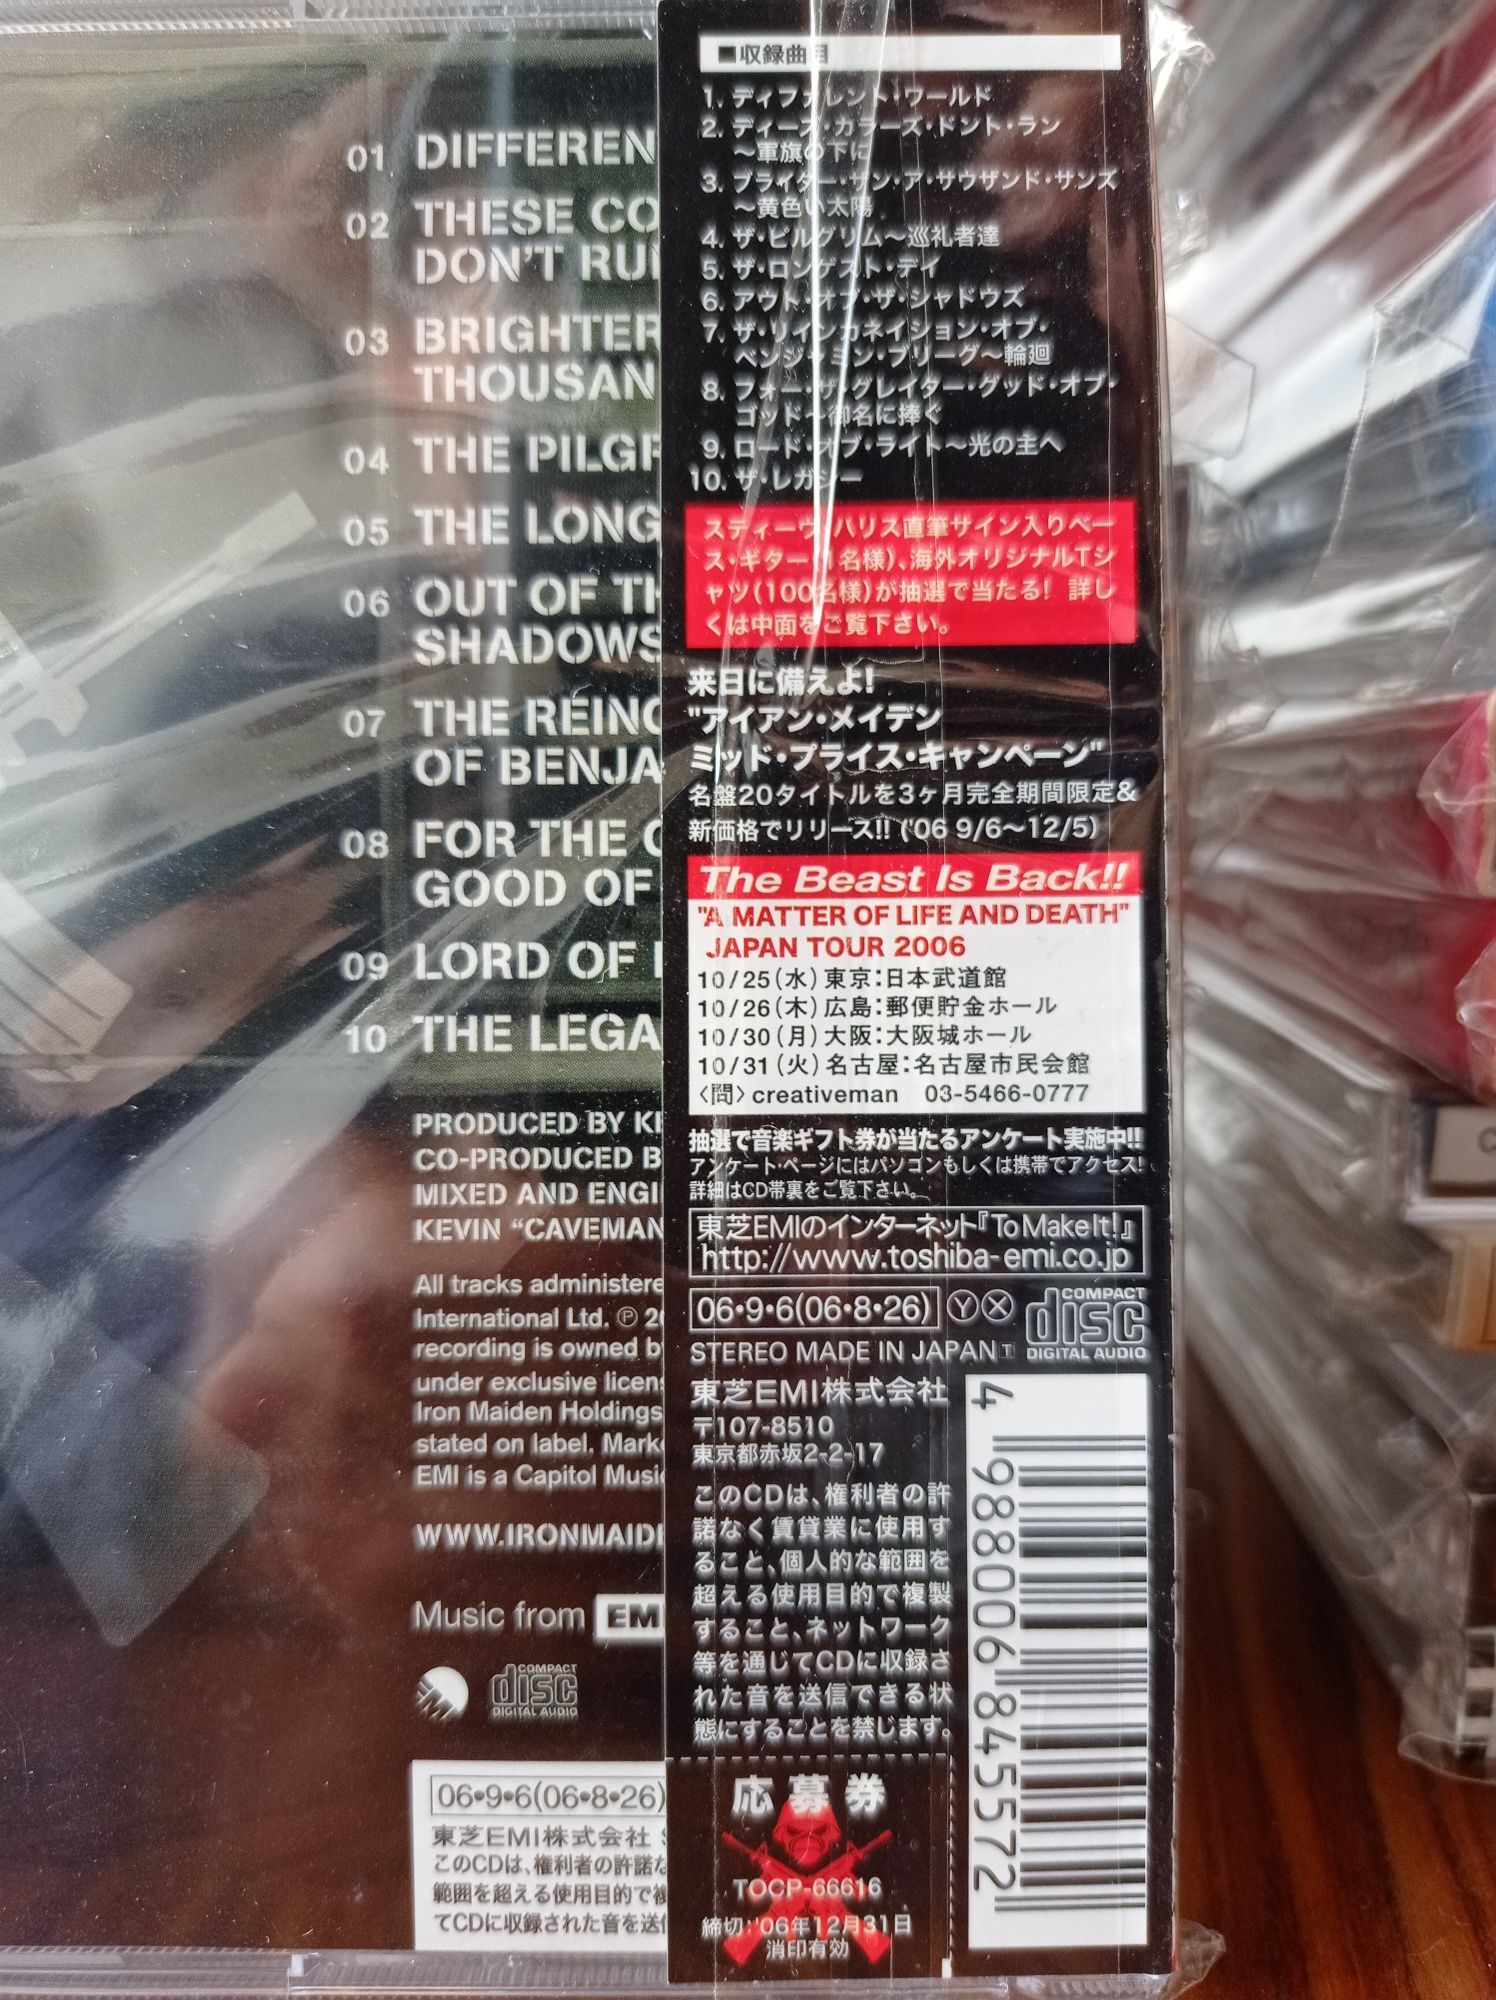 01 DIFFEREN
02 THESE CO
DON'T RU
03 BRIGHTER
THOUSAN
04 THE PILGR
05 THE LONG
06 OUT OF TH
SHADOWS
07 THE REINC
OF BENJA
08 FOR THE G
GOOD OF
09 LORD OF L
10 THE LEGA
PRODUCED BY KE
CO-PRODUCED B
MIXED AND ENGI
KEVIN “CAVEMAN
All tracks administere
International Ltd. ℗ 20
recording is owned by
under exclusive licens
Iron Maiden Holdings
stated on label. Marke
EMI is a Capitol Music
WWW.IRONMAIDE
Music from EMI
COMPACT
disc
DIGITAL AUDIO
06•9•6(06•8•26)
東芝EMI株式会社 S
このCDは、権利者の許諾な
範囲を超える使用目的で複
てCDに収録された音を送信
■収録曲目
1. ディファレント・ワールド
2. ディーズ・カラーズ・ドント・ラン
～軍旗の下に
3. ブライター・ザン・ア・サウザンド・サンズ
～黄色い太陽
4. ザ・ピルグリム～巡礼者達
5. ザ・ロンゲスト・デイ
6. アウト・オブ・ザ・シャドウズ
7. ザ・リインカネイション・オブ・
ベンジャミン・ブリーグ～輪廻
8. フォー・ザ・グレイター・グッド・オブ・
ゴッド～御名に捧ぐ
9. ロード・オブ・ライト～光の主へ
10. ザ・レガシー
スティーヴ・ハリス直筆サイン入りベー
ス・ギター(1名様)、海外オリジナルTシ
ャツ(100名様)が抽選で当たる! 詳し
くは中面をご覧下さい。
来日に備えよ!
"アイアン・メイデン
ミッド・プライス・キャンペーン"
名盤20タイトルを3ヶ月完全期間限定&
新価格でリリース!! ('06 9/6～12/5)
The Beast Is Back!!
"A MATTER OF LIFE AND DEATH"
JAPAN TOUR 2006
10/25(水)東京:日本武道館
10/26(木)広島:郵便貯金ホール
10/30(月)大阪:大阪城ホール
10/31(火)名古屋:名古屋市民会館
〈問〉creativeman 03-5466-0777
抽選で音楽ギフト券が当たるアンケート実施中!!
アンケート・ページにはパソコンもしくは携帯でアクセス!
詳細はCD帯裏をご覧下さい。
東芝EMIのインターネット『To Make It!』
http://www.toshiba-emi.co.jp
06•9•6(06•8•26) Ⓨ Ⓧ
COMPACT
disc
DIGITAL AUDIO
STEREO MADE IN JAPAN T
東芝EMI株式会社
〒107-8510
東京都赤坂2-2-17
このCDは、権利者の許
諾なく賃貸業に使用す
ること、個人的な範囲を
超える使用目的で複製
すること、ネットワーク
等を通じてCDに収録さ
れた音を送信できる状
態にすることを禁じます。
4 988006 845572
応募券
TOCP-66616
締切:'06年12月31日
消印有効